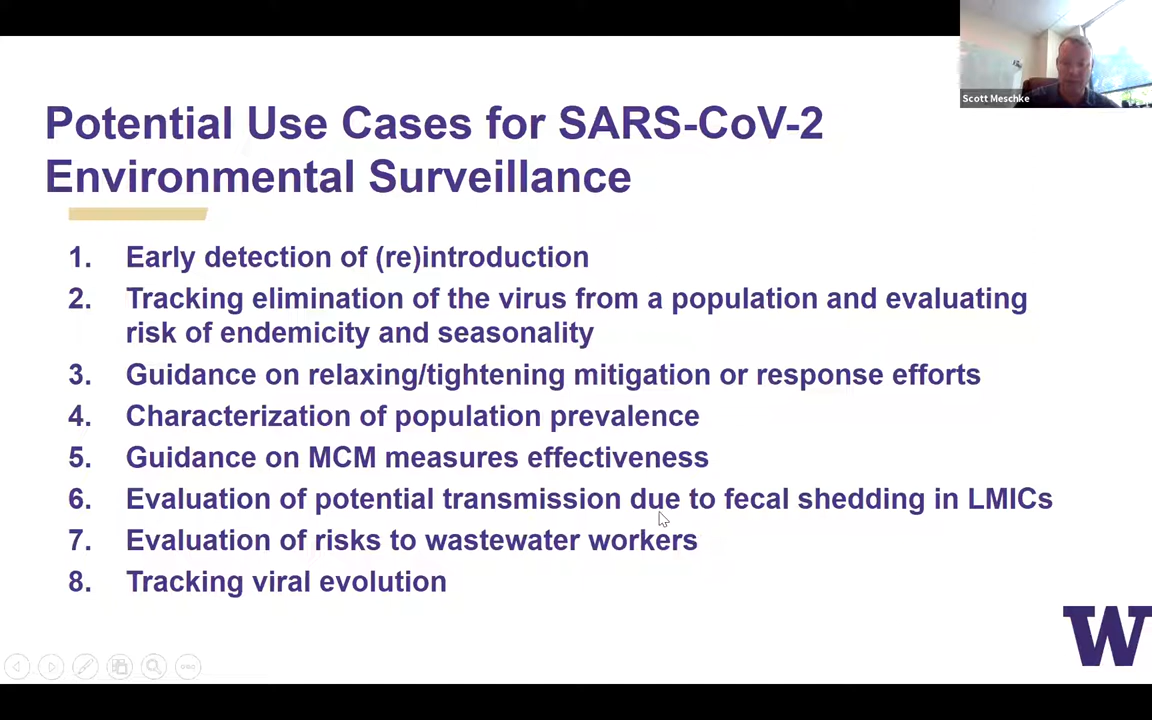 Scott Meschke
Potential Use Cases for SARS-CoV-2
Environmental Surveillance
1. Early detection of (re)introduction
2. Tracking elimination of the virus from a population and evaluating
risk of endemicity and seasonality
3. Guidance on relaxing/tightening mitigation or response efforts
4. Characterization of population prevalence
5. Guidance on MCM measures effectiveness
6. Evaluation of potential transmission due to fecal shedding in LMICs
7. Evaluation of risks to wastewater workers
8. Tracking viral evolution
W